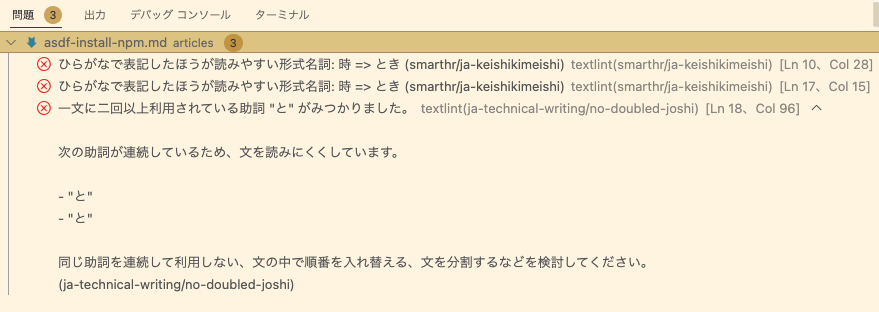 問題 3 出力 デバッグ コンソール ターミナル
asdf-install-npm.md articles 3
ひらがなで表記したほうが読みやすい形式名詞: 時 => とき (smarthr/ja-keishikimeishi) textlint(smarthr/ja-keishikimeishi) [Ln 10、Col 28]
ひらがなで表記したほうが読みやすい形式名詞: 時 => とき (smarthr/ja-keishikimeishi) textlint(smarthr/ja-keishikimeishi) [Ln 17、Col 15]
一文に二回以上利用されている助詞 "と" がみつかりました。 textlint(ja-technical-writing/no-doubled-joshi) [Ln 18、Col 96]
次の助詞が連続しているため、文を読みにくくしています。
- "と"
- "と"
同じ助詞を連続して利用しない、文の中で順番を入れ替える、文を分割するなどを検討してください。
(ja-technical-writing/no-doubled-joshi)